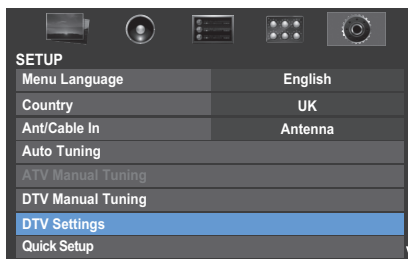 SETUP
Menu Language English
Country UK
Ant/Cable In Antenna
Auto Tuning
ATV Manual Tuning
DTV Manual Tuning
DTV Settings
Quick Setup